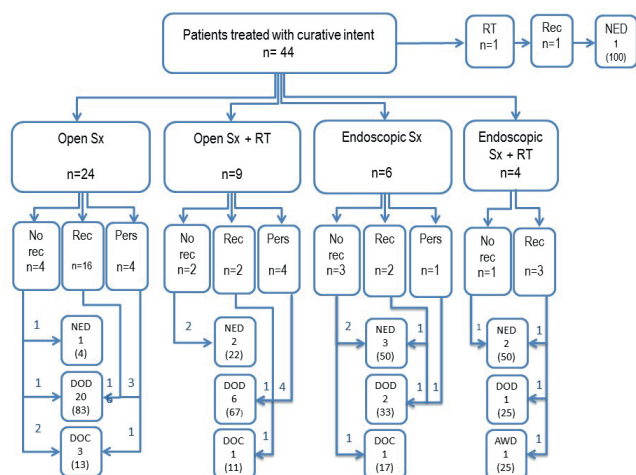 Patients treated with curative intent
n= 44
RT
n=1
Rec
n=1
NED
1
(100)
Open Sx
n=24
Open Sx + RT
n=9
Endoscopic Sx
n=6
Endoscopic
Sx + RT
n=4
No
rec
n=4
Rec
n=16
Pers
n=4
No
rec
n=2
Rec
n=2
Pers
n=4
No
rec
n=3
Rec
n=2
Pers
n=1
No
rec
n=1
Rec
n=3
1
NED
1
(4)
2
NED
2
(22)
2
NED
3
(50)
1
1
NED
2
(50)
1
1
DOD
20
(83)
16
3
DOD
6
(67)
1
4
DOD
2
(33)
1
1
DOD
1
(25)
1
2
DOC
3
(13)
1
DOC
1
(11)
1
1
DOC
1
(17)
AWD
1
(25)
1